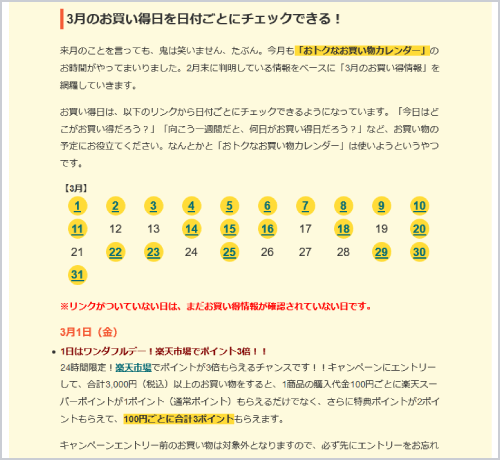 3月のお買い得日を日付ごとにチェックできる！
来月のことを言っても、鬼は笑いません、たぶん。今月も「おトクなお買い物カレンダー」の
お時間がやってまいりました。2月末に判明している情報をベースに「3月のお買い得情報」を
網羅していきます。
お買い得日は、以下のリンクから日付ごとにチェックできるようになっています。「今日はど
こがお買い得だろう？」「向こう一週間だと、何日がお買い得日だろう？」など、お買い物の
予定にお役立てください。なんとかと「おトクなお買い物カレンダー」は使いようというやつ
です。
【3月】
1 2 3 4 5 6 7 8 9 10
11 12 13 14 15 16 17 18 19 20
21 22 23 24 25 26 27 28 29 30
31
※リンクがついていない日は、まだお買い得情報が確認されていない日です。
3月1日（金）
1日はワンダフルデー！楽天市場でポイント3倍！！
24時間限定！楽天市場でポイントが3倍もらえるチャンスです！！キャンペーンにエントリー
して、合計3,000円（税込）以上のお買い物をすると、1商品の購入代金100円ごとに楽天スー
パーポイントが1ポイント（通常ポイント）もらえるだけでなく、さらに特典ポイントが2ポイ
ントもらえて、100円ごとに合計3ポイントもらえます。
キャンペーンエントリー前のお買い物は対象外となりますので、必ず先にエントリーをお忘れ